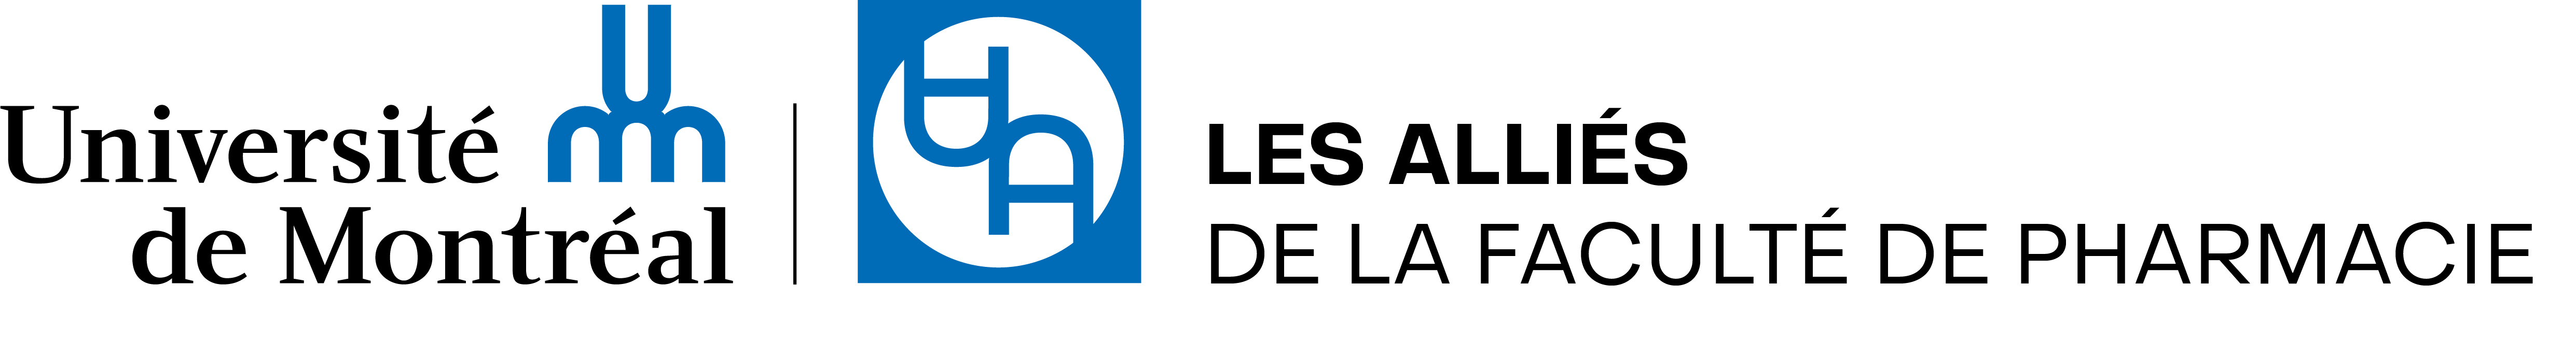 Université
de Montréal
LES ALLIÉS
DE LA FACULTÉ DE PHARMACIE